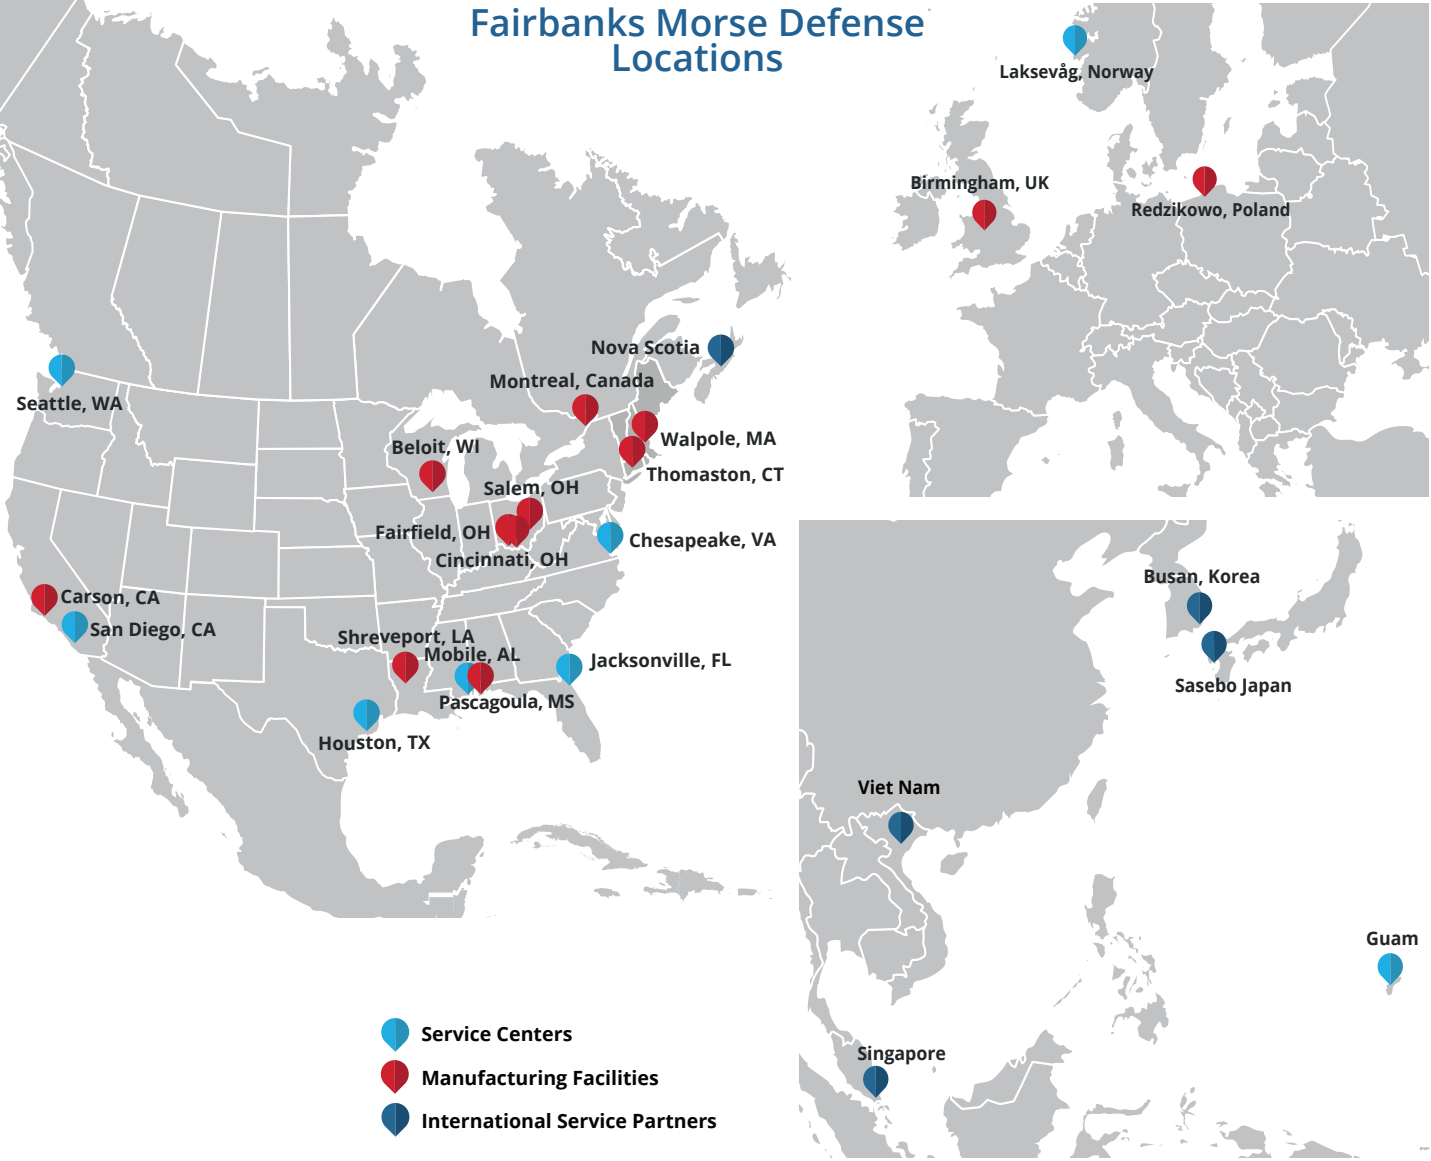 Fairbanks Morse Defense
Locations
Laksevåg, Norway
Birmingham, UK
Redzikowo, Poland
Nova Scotia
Montreal, Canada
Seattle, WA
Walpole, MA
Beloit, WI
Thomaston, CT
Salem, OH
Fairfield, OH
Chesapeake, VA
Cincinnati, OH
Carson, CA
San Diego, CA
Shreveport, LA
Mobile, AL
Jacksonville, FL
Pascagoula, MS
Houston, TX
Busan, Korea
Sasebo Japan
Viet Nam
Guam
Singapore
Service Centers
Manufacturing Facilities
International Service Partners